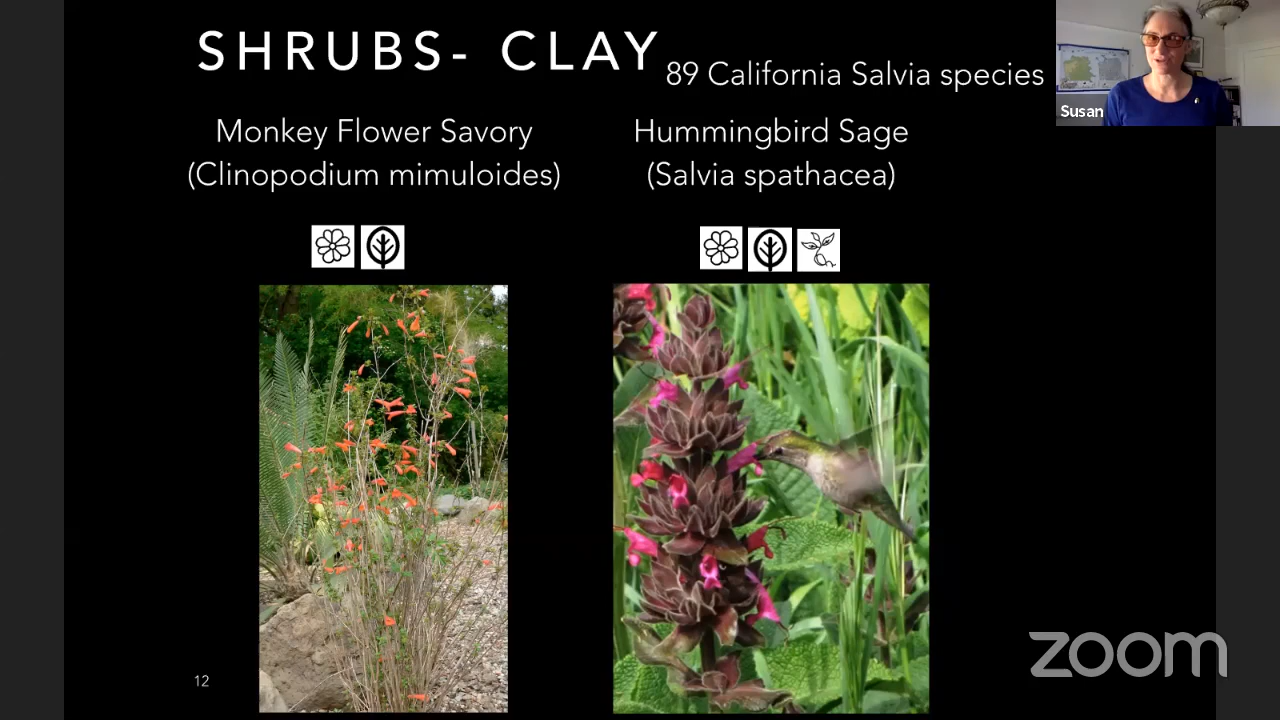 SHRUBS- CLAY
89 California Salvia species
Monkey Flower Savory
(Clinopodium mimuloides)
Hummingbird Sage
(Salvia spathacea)
Susan
12
zoom